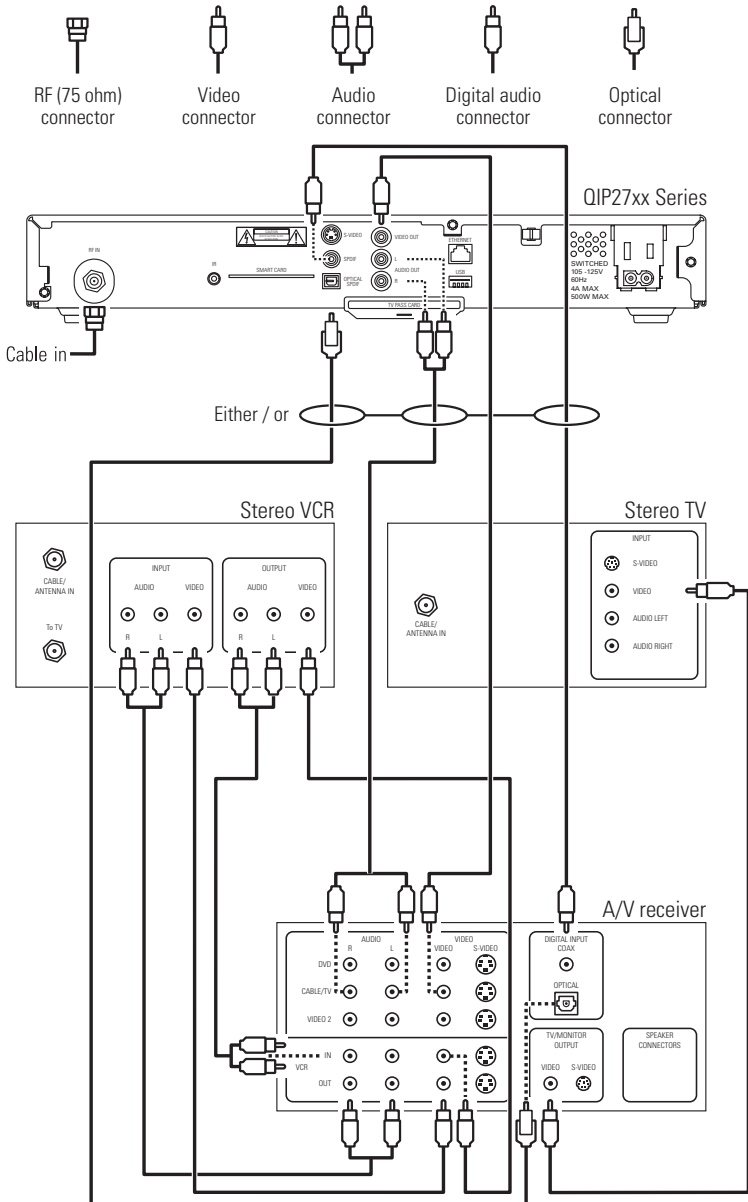 RF (75 ohm)
connector
Video
connector
Audio
connector
Digital audio
connector
Optical
connector
QIP27xx Series
RF IN
IR
SMART CARD
CAUTION
S-VIDEO
SPDIF
OPTICAL
SPDIF
VIDEO OUT
L
AUDIO OUT
R
ETHERNET
USB
TV PASS CARD
SWITCHED
105 -125V
60Hz
4A MAX
500W MAX
Cable in
Either / or
Stereo VCR
CABLE/
ANTENNA IN
To TV
INPUT
AUDIO VIDEO
R L
OUTPUT
AUDIO VIDEO
R L
Stereo TV
CABLE/
ANTENNA IN
INPUT
S-VIDEO
VIDEO
AUDIO LEFT
AUDIO RIGHT
A/V receiver
AUDIO
R L
VIDEO
VIDEO S-VIDEO
DVD
CABLE/TV
VIDEO 2
IN
VCR
OUT
DIGITAL INPUT
COAX
OPTICAL
TV/MONITOR
OUTPUT
VIDEO S-VIDEO
SPEAKER
CONNECTORS